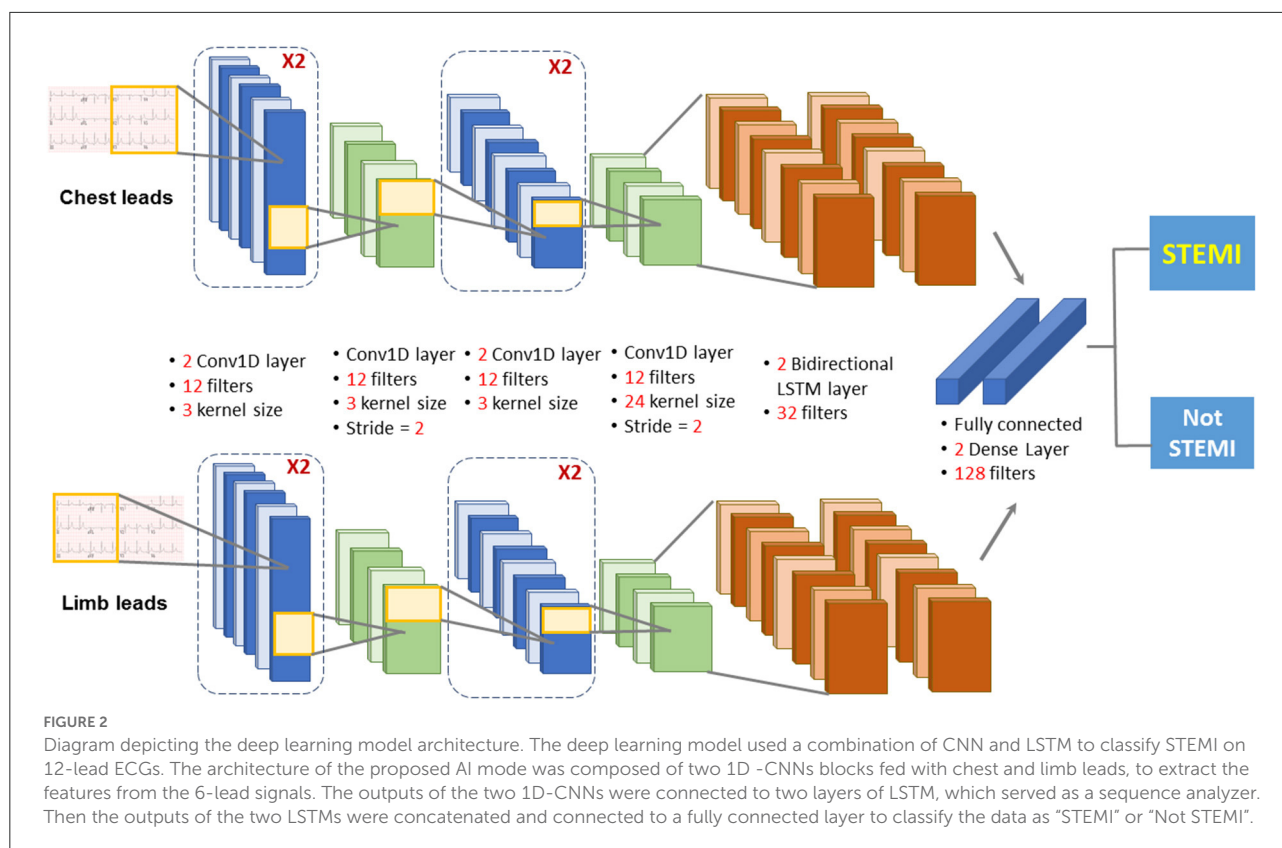 X2
X2
Chest leads
STEMI
• 2 Conv1D layer
• 12 filters
• 3 kernel size
Conv1D layer
• 12 filters
• 3 kernel size
• Stride = 2
• 2 Conv1D layer
• 12 filters
• 3 kernel size
• Conv1D layer
• 12 filters
• 24 kernel size
• Stride = 2
• 2 Bidirectional
LSTM layer
• 32 filters
• Fully connected
• 2 Dense Layer
• 128 filters
Not
STEMI
X2
X2
Limb leads
FIGURE 2
Diagram depicting the deep learning model architecture. The deep learning model used a combination of CNN and LSTM to classify STEMI on
12-lead ECGs. The architecture of the proposed AI mode was composed of two 1D -CNNs blocks fed with chest and limb leads, to extract the
features from the 6-lead signals. The outputs of the two 1D-CNNs were connected to two layers of LSTM, which served as a sequence analyzer.
Then the outputs of the two LSTMs were concatenated and connected to a fully connected layer to classify the data as “STEMI” or “Not STEMI”.